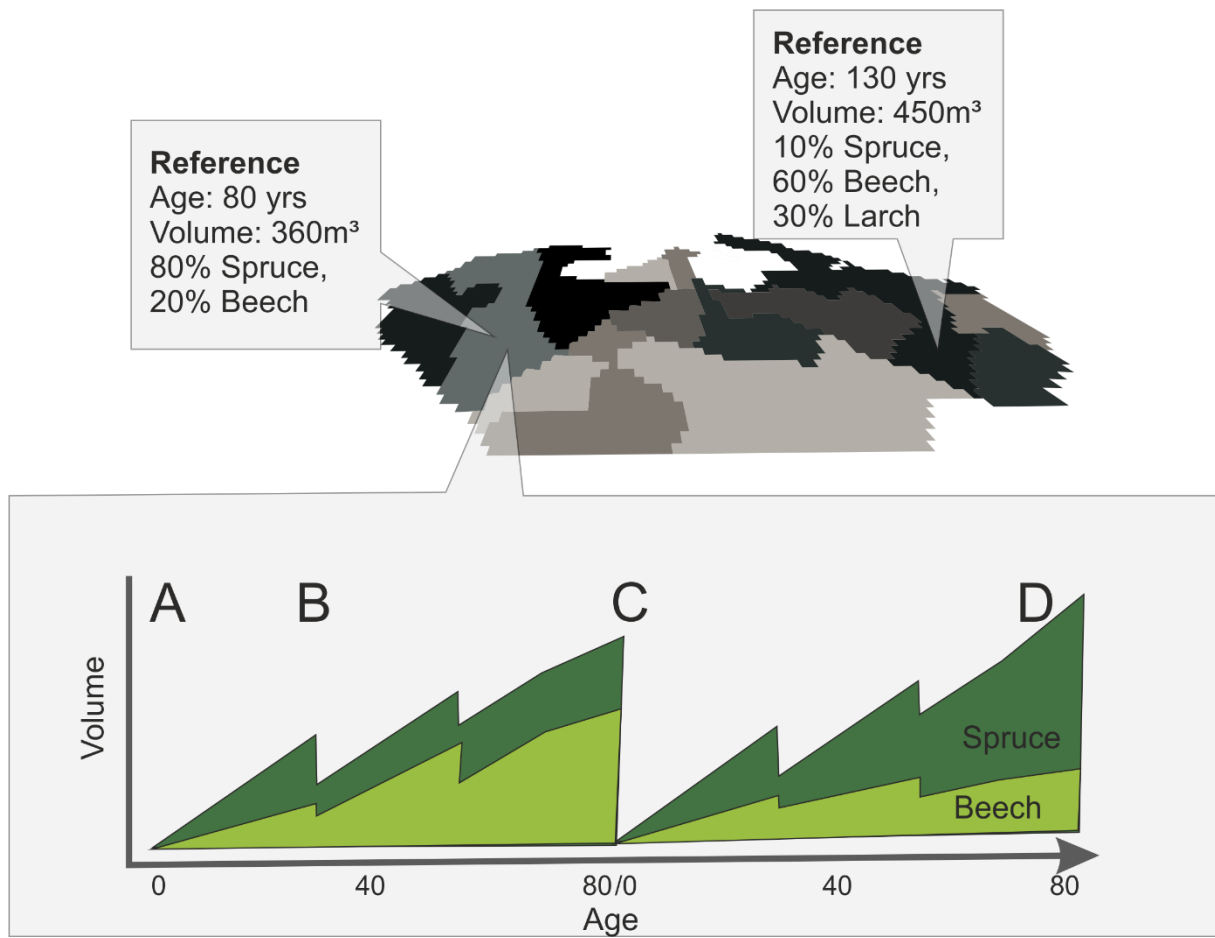 Reference
Age: 80 yrs
Volume: 360m³
80% Spruce,
20% Beech
Reference
Age: 130 yrs
Volume: 450m³
10% Spruce,
60% Beech,
30% Larch
A B C D
Volume
Spruce
Beech
0 40 80/0 40 80
Age